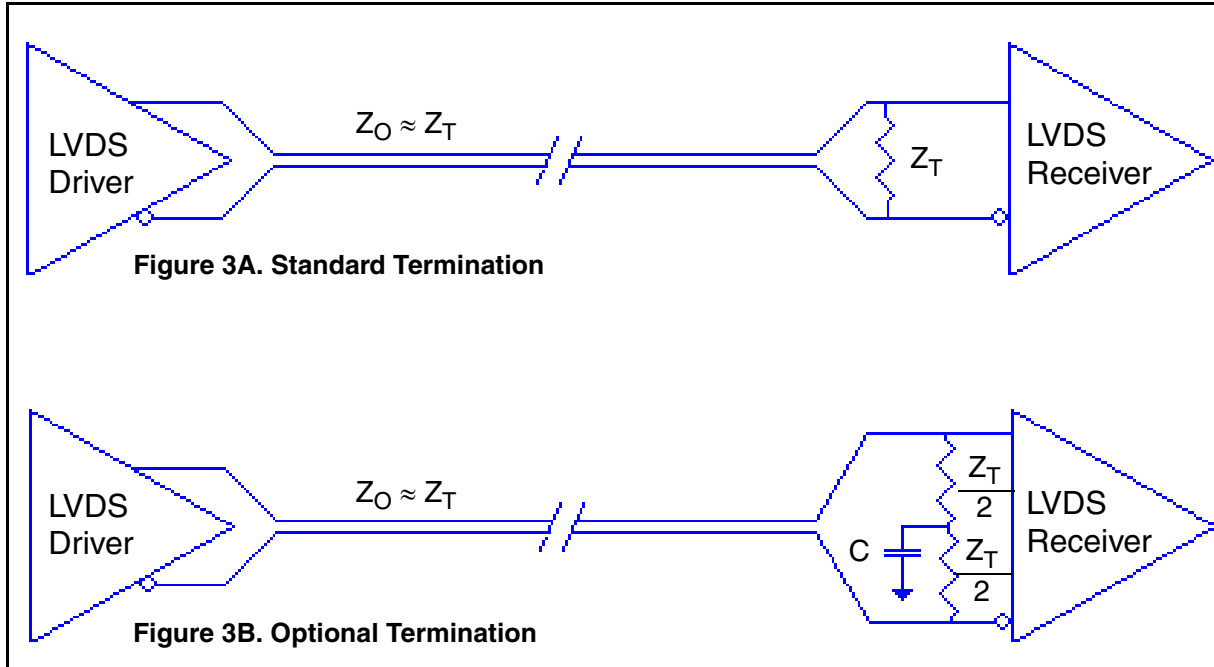 LVDS
Driver
Z_O ≈ Z_T
Z_T
LVDS
Receiver
Figure 3A. Standard Termination
LVDS
Driver
Z_O ≈ Z_T
C
Z_T
2
Z_T
2
LVDS
Receiver
Figure 3B. Optional Termination